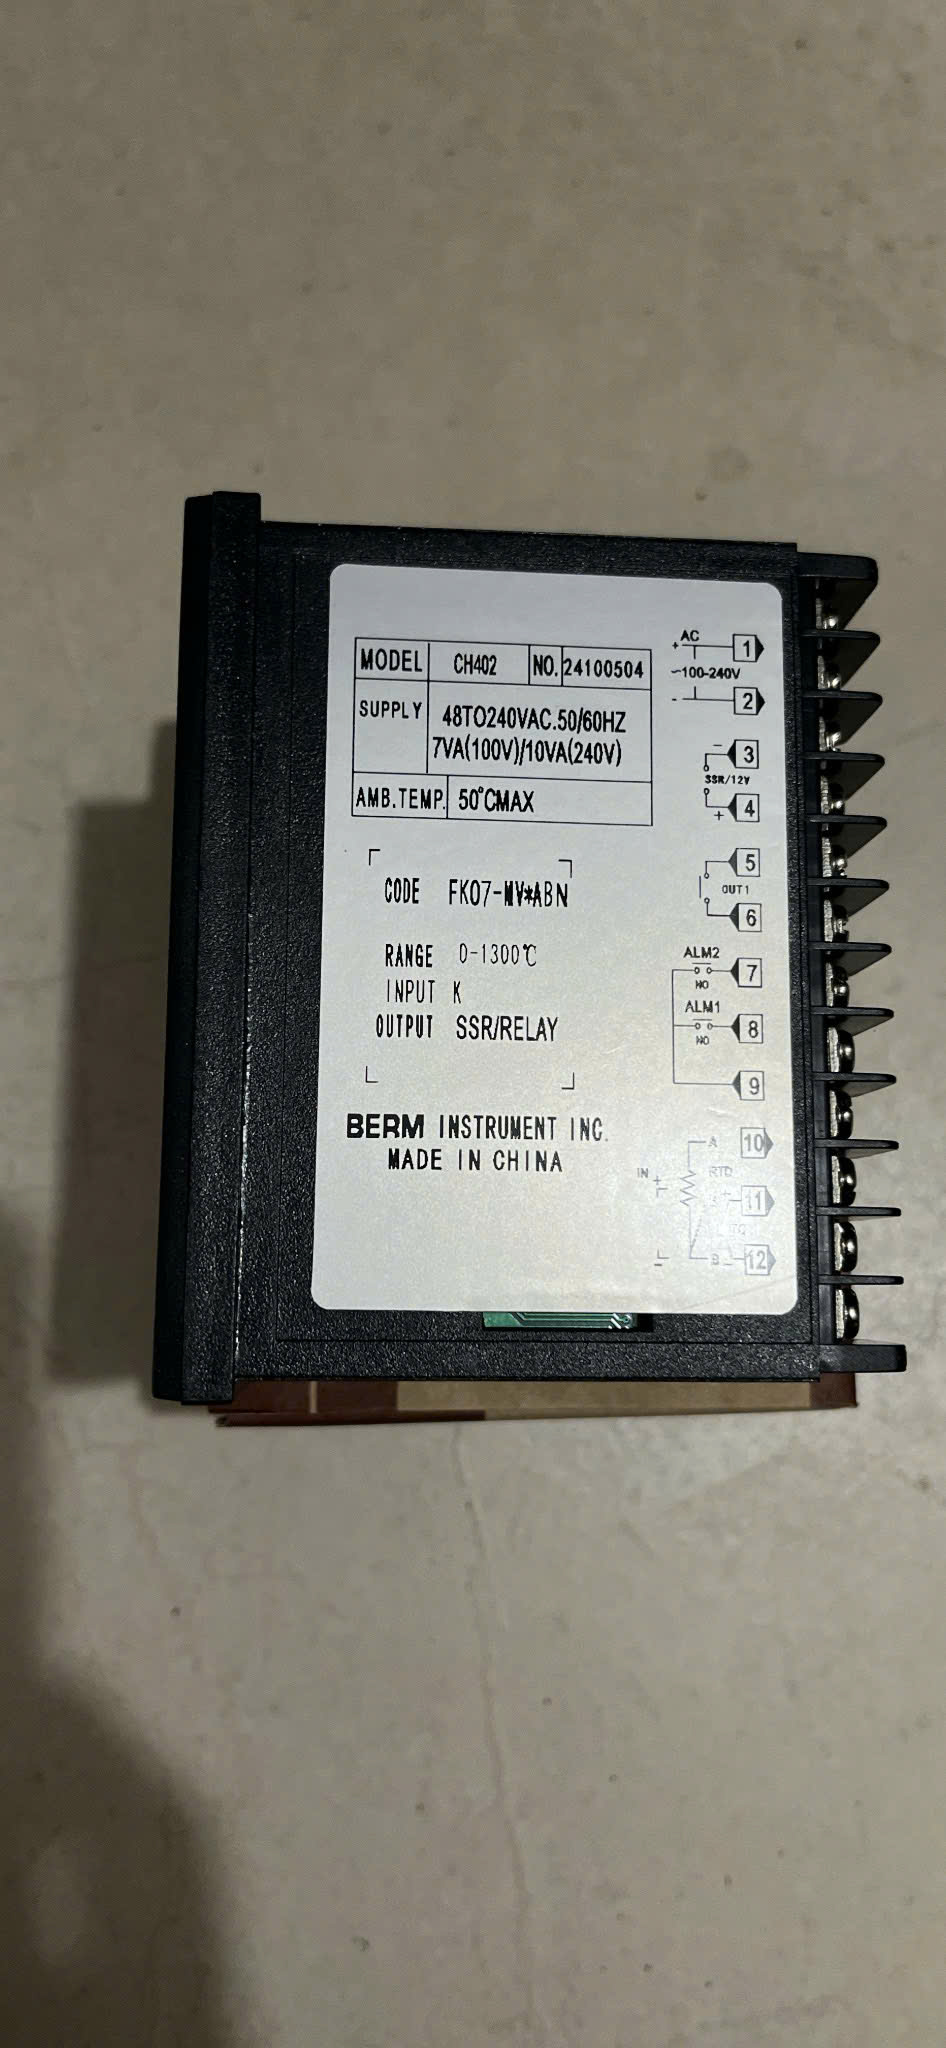 MODEL CH402 NO. 24100504
SUPPLY 48TO240VAC.50/60HZ
7VA(100V)/10VA(240V)
AMB.TEMP. 50°CMAX
CODE FK07-MV*ABN
RANGE 0-1300℃
INPUT K
OUTPUT SSR/RELAY
BERM INSTRUMENT INC.
MADE IN CHINA
+ AC 1
~100-240V
- 2
- 3
SSR/12V
+ 4
5
OUT1
6
ALM2 7
NO
ALM1 8
NO
9
A 10
IN + RTD
+ 11
- B - 12